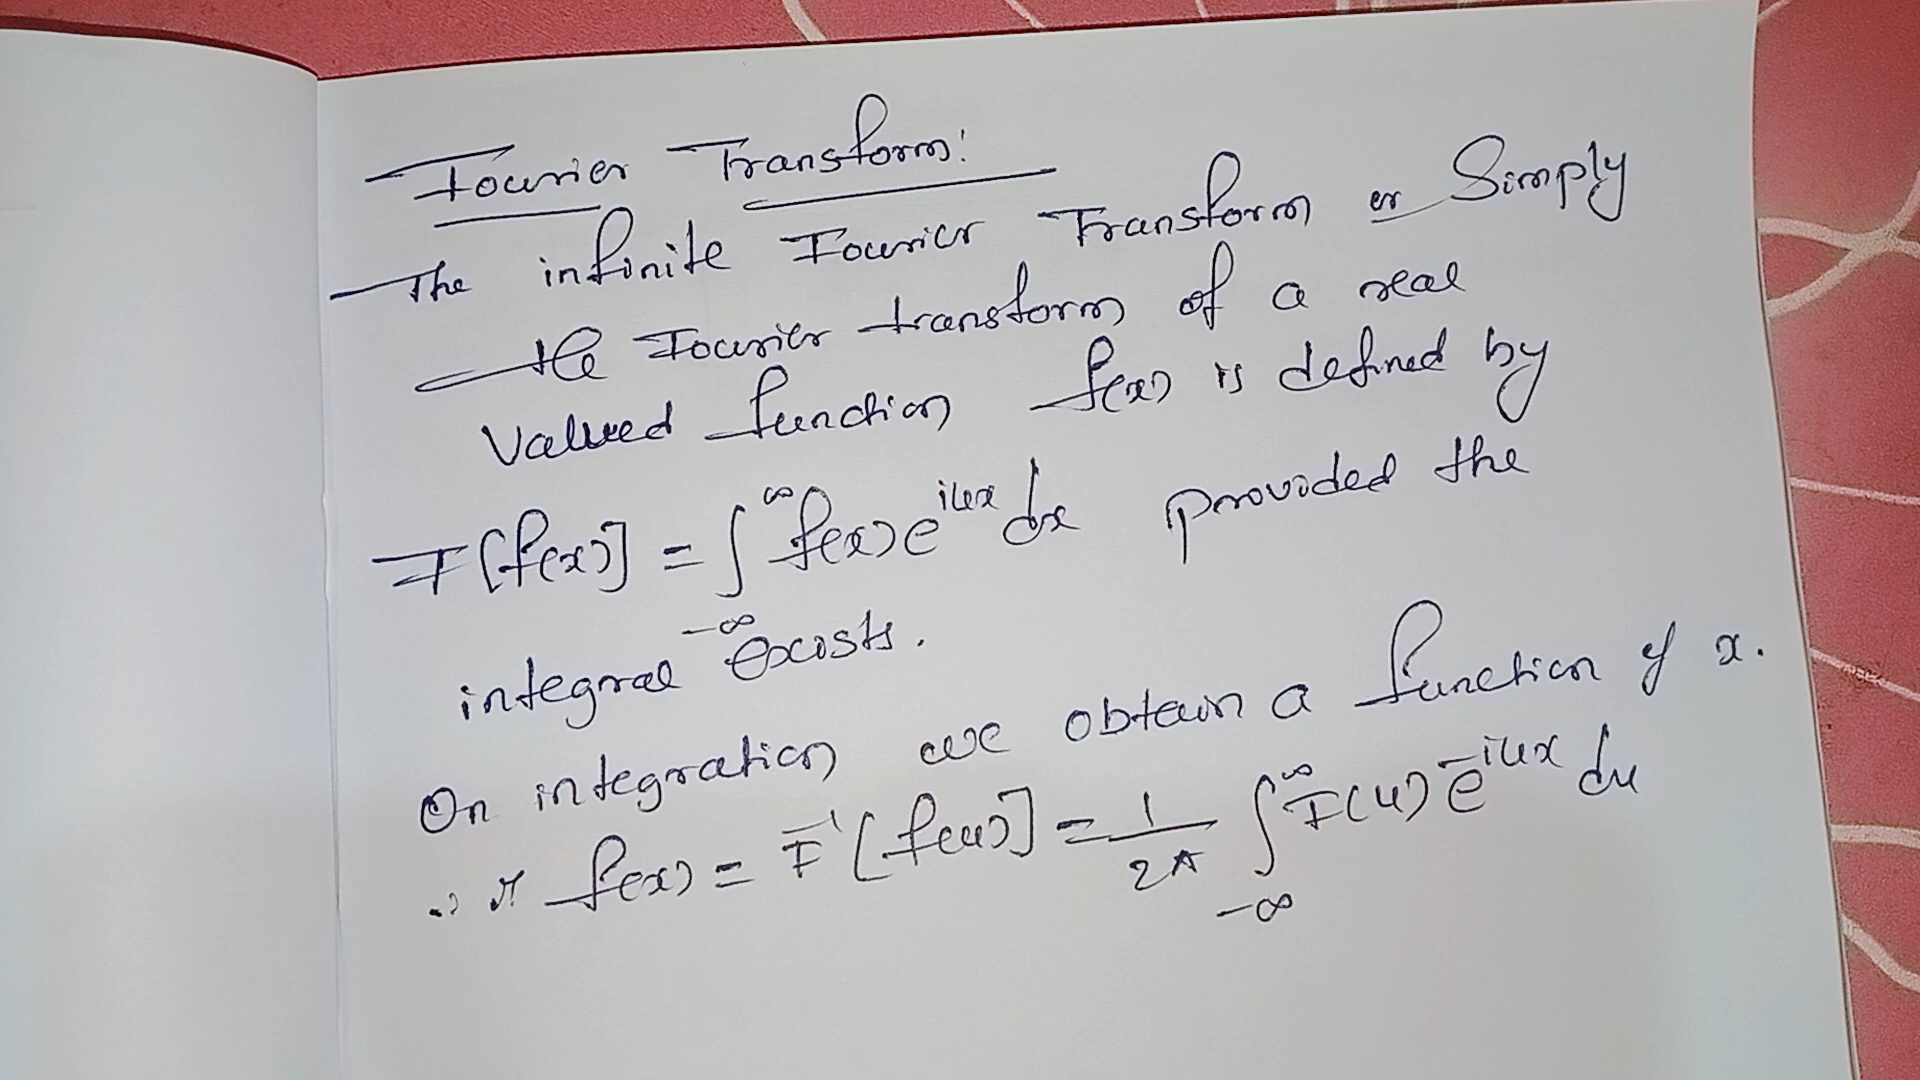 Fourier Transform:
The infinite Fourier Transform or Simply
the Fourier transform of a real
Valued function f(x) is defined by
F[f(x)] = ∫_{-∞}^{∞} f(x) e^{iux} dx provided the
integral exists.
On integration we obtain a function of x.
∴ f(x) = F^{-1}[f(u)] = \frac{1}{2π} ∫_{-∞}^{∞} F(u) e^{-iux} du